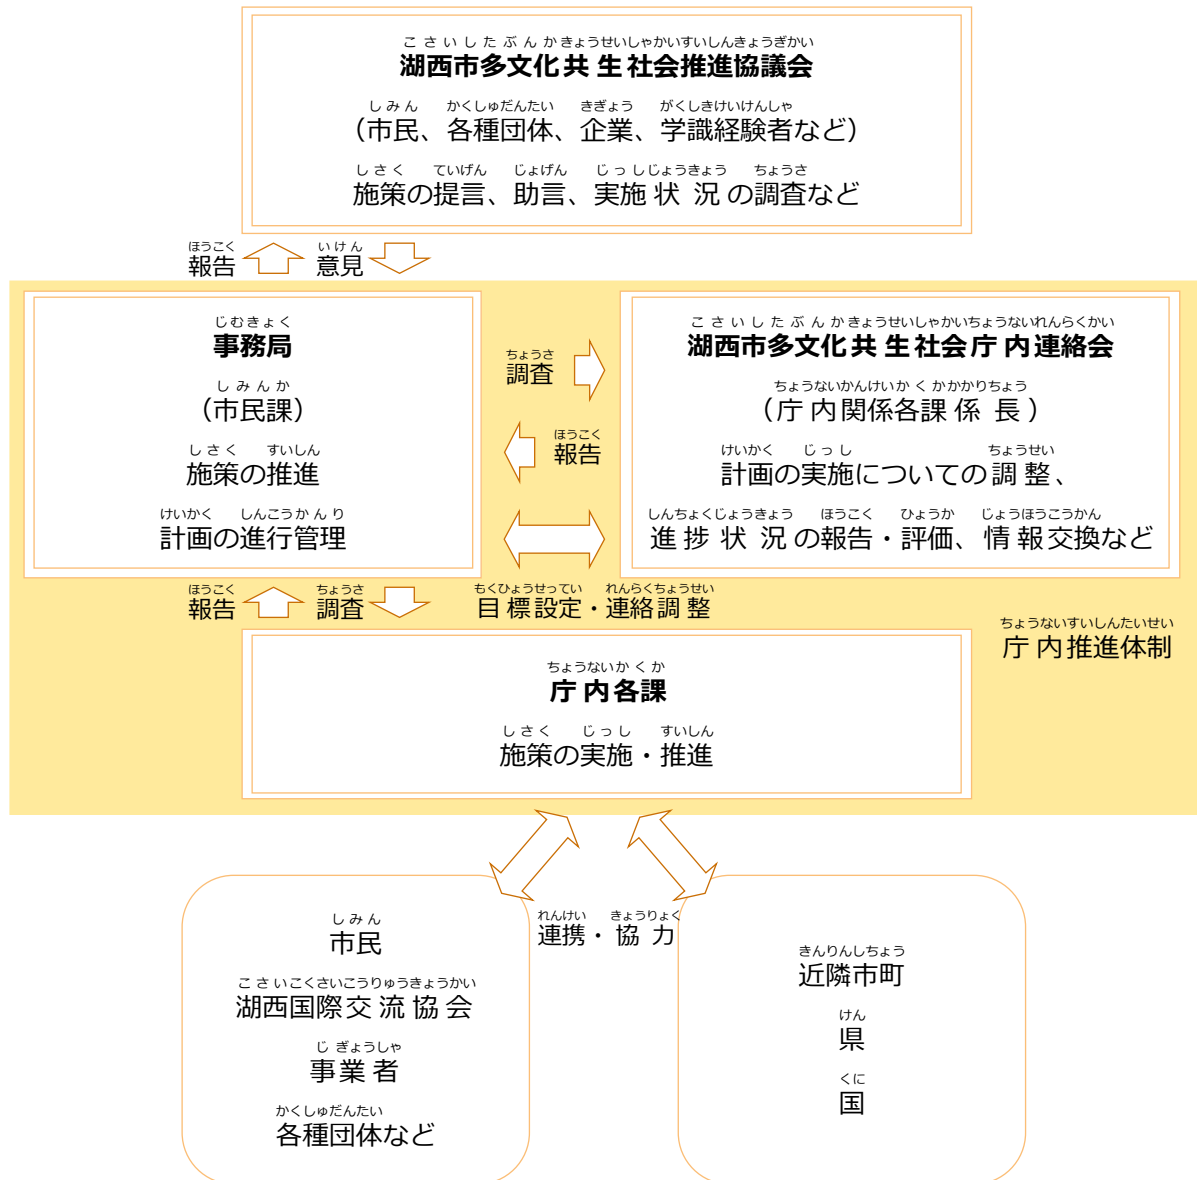 こさいしたぶんかきょうせいしゃかいすいしんきょうぎかい
湖西市多文化共生社会推進協議会
しみん かくしゅだんたい きぎょう がくしきけいけんしゃ
（市民、各種団体、企業、学識経験者など）
しさく ていげん じょげん じっしじょうきょう ちょうさ
施策の提言、助言、実施状況の調査など
ほうこく
報告
いけん
意見
じむきょく
事務局
しみんか
（市民課）
しさく すいしん
施策の推進
けいかく しんこうかんり
計画の進行管理
ちょうさ
調査
ほうこく
報告
こさいしたぶんかきょうせいしゃかいちょうないれんらくかい
湖西市多文化共生社会庁内連絡会
ちょうないかんけいかくかかかりちょう
（庁内関係各課係長）
けいかく じっし ちょうせい
計画の実施についての調整、
しんちょくじょうきょう ほうこく ひょうか じょうほうこうかん
進捗状況の報告・評価、情報交換など
ほうこく
報告
ちょうさ
調査
もくひょうせってい れんらくちょうせい
目標設定・連絡調整
ちょうないすいしんたいせい
庁内推進体制
ちょうないかくか
庁内各課
しさく じっし すいしん
施策の実施・推進
れんけい きょうりょく
連携・協力
しみん
市民
こさいこくさいこうりゅうきょうかい
湖西国際交流協会
じぎょうしゃ
事業者
かくしゅだんたい
各種団体など
きんりんしちょう
近隣市町
けん
県
くに
国